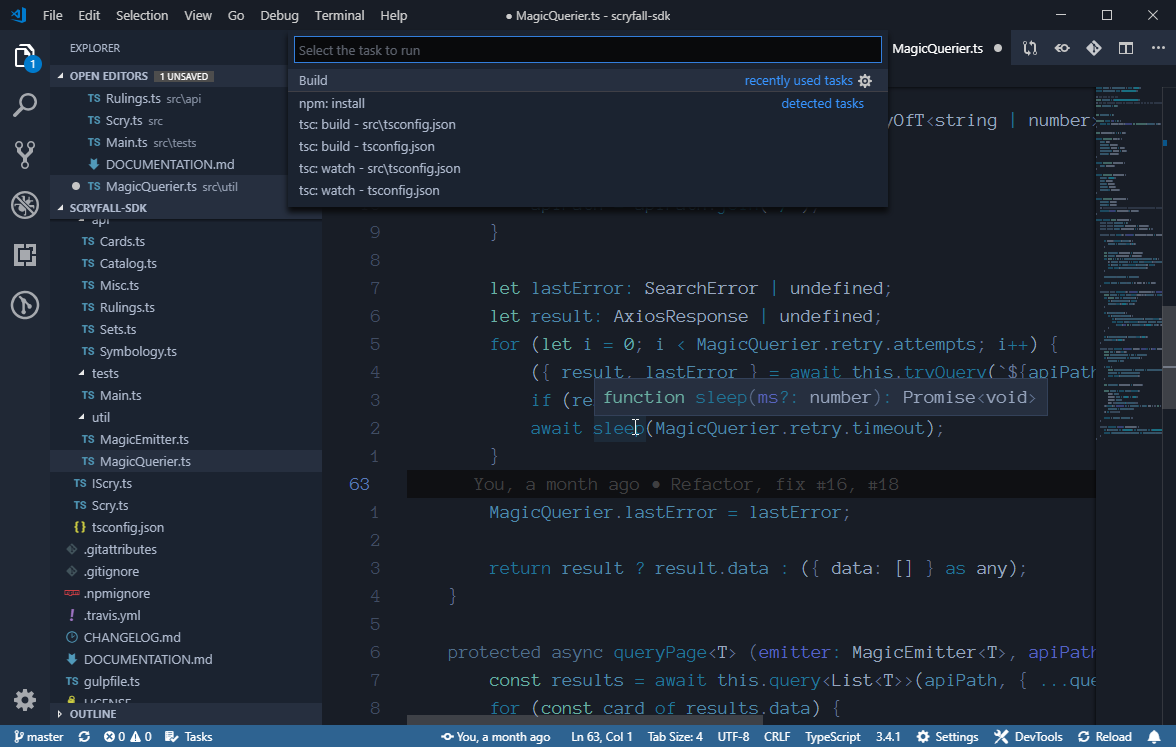 File Edit Selection View Go Debug Terminal Help ● MagicQuerier.ts - scryfall-sdk
EXPLORER
1
OPEN EDITORS 1 UNSAVED
TS Rulings.ts src\api
TS Scry.ts src
TS Main.ts src\tests
DOCUMENTATION.md
● TS MagicQuerier.ts src\util
SCRYFALL-SDK
api
TS Cards.ts
TS Catalog.ts
TS Misc.ts
TS Rulings.ts
TS Sets.ts
TS Symbology.ts
tests
TS Main.ts
util
TS MagicEmitter.ts
TS MagicQuerier.ts
TS IScry.ts
TS Scry.ts
{} tsconfig.json
.gitattributes
.gitignore
.npmignore
! .travis.yml
CHANGELOG.md
DOCUMENTATION.md
TS gulpfile.ts
LICENSE
OUTLINE
Select the task to run
Build recently used tasks
npm: install detected tasks
tsc: build - src\tsconfig.json
tsc: build - tsconfig.json
tsc: watch - src\tsconfig.json
tsc: watch - tsconfig.json
MagicQuerier.ts ●
yOfT<string | number
9 }
8
7 let lastError: SearchError | undefined;
6 let result: AxiosResponse | undefined;
5 for (let i = 0; i < MagicQuerier.retry.attempts; i++) {
4 ({ result, lastError } = await this.tryQuery(`${apiPath
3 if (re
function sleep(ms?: number): Promise<void>
2 await sleep(MagicQuerier.retry.timeout);
1 }
63 You, a month ago • Refactor, fix #16, #18
1 MagicQuerier.lastError = lastError;
2
3 return result ? result.data : ({ data: [] } as any);
4 }
5
6 protected async queryPage<T> (emitter: MagicEmitter<T>, apiPath
7 const results = await this.query<List<T>>(apiPath, { ...que
8 for (const card of results.data) {
master 0 0 Tasks You, a month ago Ln 63, Col 1 Tab Size: 4 UTF-8 CRLF TypeScript 3.4.1 Settings DevTools Reload